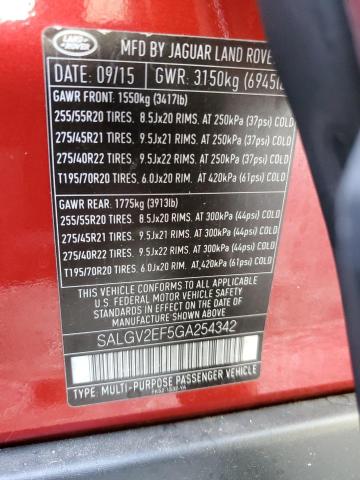 LAND
ROVER
MFD BY JAGUAR LAND ROVER
DATE: 09/15 GWR: 3150kg (6945lb
GAWR FRONT: 1550kg (3417lb)
255/55R20 TIRES. 8.5Jx20 RIMS. AT 250kPa (37psi) COLD
275/45R21 TIRES. 9.5Jx21 RIMS. AT 250kPa (37psi) COLD
275/40R22 TIRES. 9.5Jx22 RIMS. AT 250kPa (37psi) COLD
T195/70R20 TIRES. 6.0Jx20 RIM. AT 420kPa (61psi) COLD
GAWR REAR: 1775kg (3913lb)
255/55R20 TIRES. 8.5Jx20 RIMS. AT 300kPa (44psi) COLD
275/45R21 TIRES. 9.5Jx21 RIMS. AT 300kPa (44psi) COLD
275/40R22 TIRES. 9.5Jx22 RIMS. AT 300kPa (44psi) COLD
T195/70R20 TIRES. 6.0Jx20 RIM. AT 420kPa (61psi) COLD
THIS VEHICLE CONFORMS TO ALL APPLICABLE
FEDERAL MOTOR VEHICLE SAFETY STANDARDS IN
EFFECT ON THE DATE OF MANUFACTURE SHOWN ABOVE
SALGV2EF5GA254342
TYPE: MULTI-PURPOSE PASSENGER VEHICLE